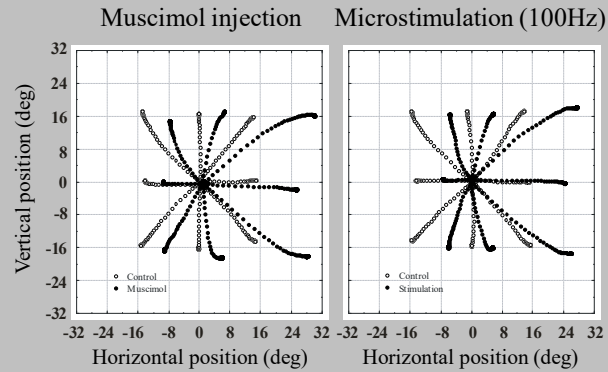 Muscimol injection
Microstimulation (100Hz)
Vertical position (deg)
32
24
16
8
0
-8
-16
-24
-32
Control
Muscimol
-32 -24 -16 -8 0 8 16 24 32
Horizontal position (deg)
Control
Stimulation
-32 -24 -16 -8 0 8 16 24 32
Horizontal position (deg)